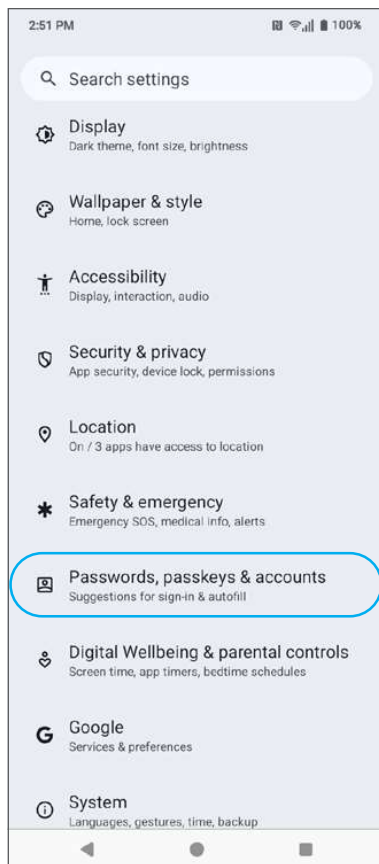 2:51 PM 100%
Search settings
Display
Dark theme, font size, brightness
Wallpaper & style
Home, lock screen
Accessibility
Display, interaction, audio
Security & privacy
App security, device lock, permissions
Location
On / 3 apps have access to location
Safety & emergency
Emergency SOS, medical info, alerts
Passwords, passkeys & accounts
Suggestions for sign-in & autofill
Digital Wellbeing & parental controls
Screen time, app timers, bedtime schedules
Google
Services & preferences
System
Languages, gestures, time, backup